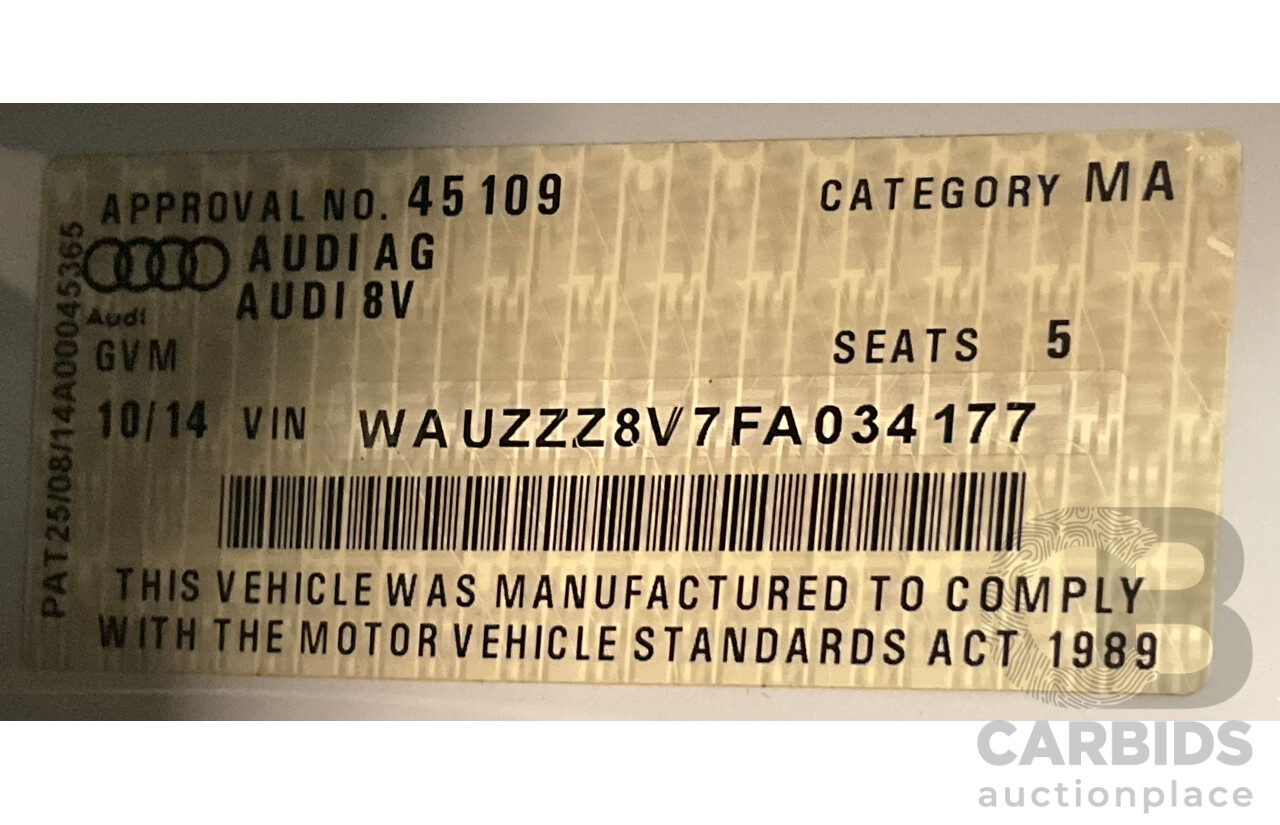 APPROVAL NO. 45109 CATEGORY MA
AUDI AG
Audi AUDI 8V
GVM SEATS 5
10/14 VIN WAUZZZ8V7FA034177
THIS VEHICLE WAS MANUFACTURED TO COMPLY
WITH THE MOTOR VEHICLE STANDARDS ACT 1989
PAT25/08/14A00045365
CB
CARBIDS
auctionplace